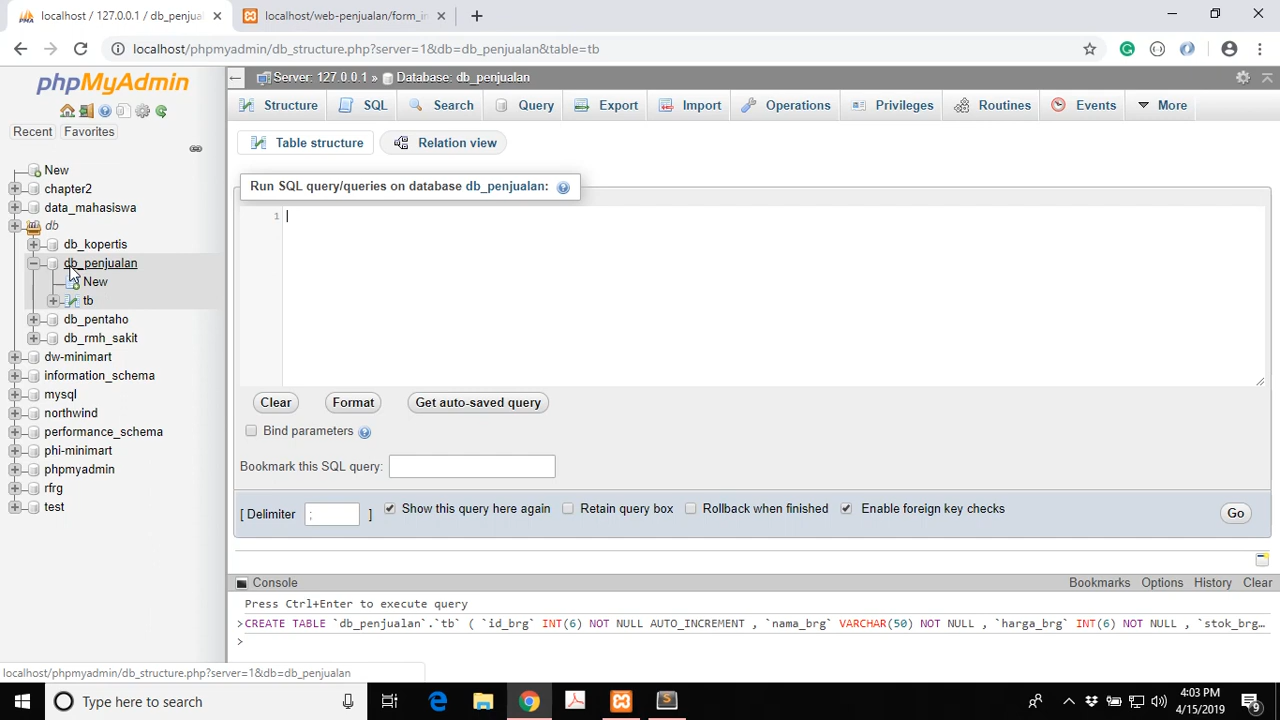 localhost / 127.0.0.1 / db_penjua
localhost/web-penjualan/form_in
localhost/phpmyadmin/db_structure.php?server=1&db=db_penjualan&table=tb
phpMyAdmin
Recent
Favorites
New
chapter2
data_mahasiswa
db
db_kopertis
db_penjualan
New
tb
db_pentaho
db_rmh_sakit
dw-minimart
information_schema
mysql
northwind
performance_schema
phi-minimart
phpmyadmin
rfrg
test
Server: 127.0.0.1 » Database: db_penjualan
Structure
SQL
Search
Query
Export
Import
Operations
Privileges
Routines
Events
More
Table structure
Relation view
Run SQL query/queries on database db_penjualan:
1
Clear
Format
Get auto-saved query
Bind parameters
Bookmark this SQL query:
[ Delimiter ; ]
Show this query here again
Retain query box
Rollback when finished
Enable foreign key checks
Go
Console
Bookmarks
Options
History
Clear
Press Ctrl+Enter to execute query
>CREATE TABLE `db_penjualan`.`tb` ( `id_brg` INT(6) NOT NULL AUTO_INCREMENT , `nama_brg` VARCHAR(50) NOT NULL , `harga_brg` INT(6) NOT NULL , `stok_brg…
>
localhost/phpmyadmin/db_structure.php?server=1&db=db_penjualan
Type here to search
4:03 PM
4/15/2019
9